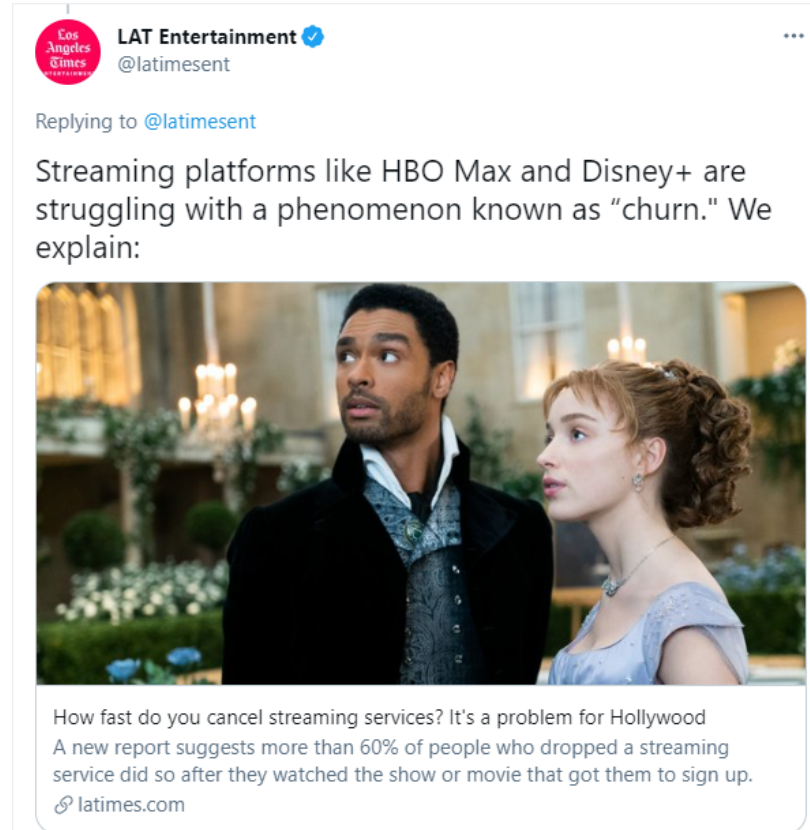 Los
Angeles
Times
ENTERTAINMENT
LAT Entertainment
@latimesent
Replying to @latimesent
Streaming platforms like HBO Max and Disney+ are
struggling with a phenomenon known as “churn." We
explain:
How fast do you cancel streaming services? It's a problem for Hollywood
A new report suggests more than 60% of people who dropped a streaming
service did so after they watched the show or movie that got them to sign up.
latimes.com